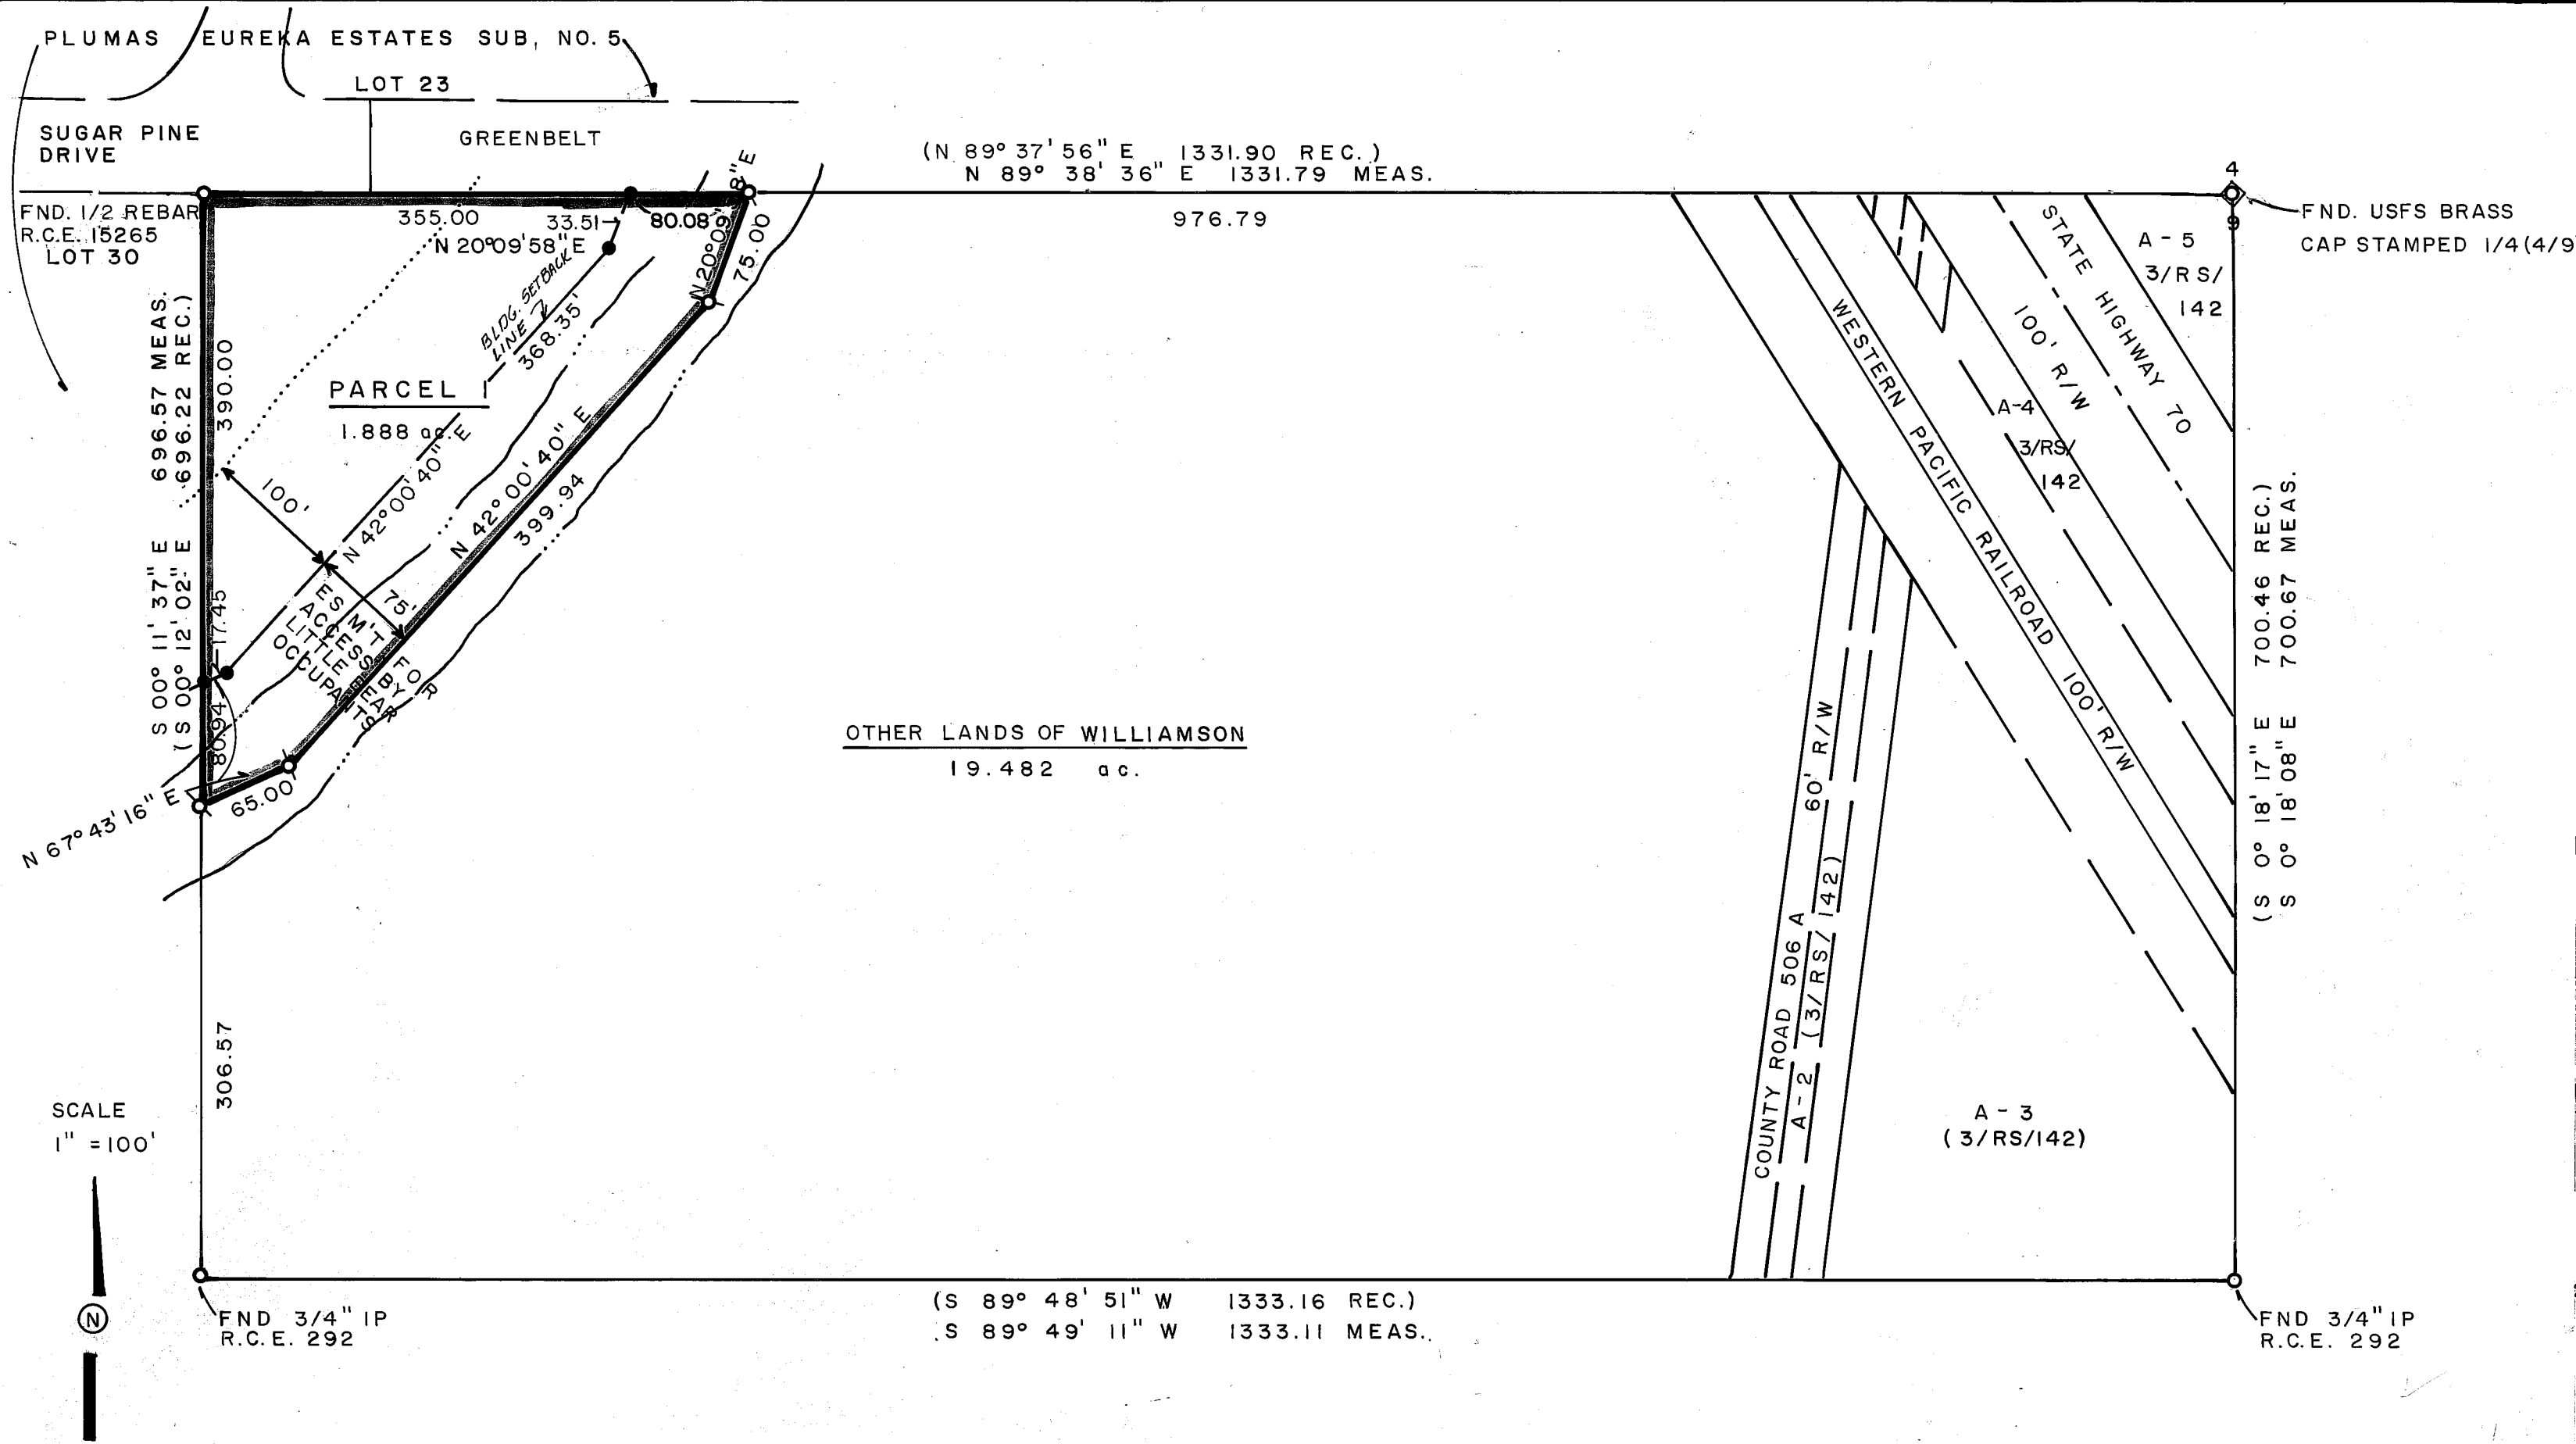 PLUMAS EUREKA ESTATES SUB, NO. 5
LOT 23
SUGAR PINE
DRIVE
GREENBELT
(N 89° 37' 56" E 1331.90 REC.)
N 89° 38' 36" E 1331.79 MEAS.
4
9
FND. USFS BRASS
CAP STAMPED 1/4 (4/9
FND. 1/2 REBAR
R.C.E. 15265
LOT 30
355.00
33.51
80.08
N 20°09'58" E
N 20°09'58" E
75.00
976.79
BLDG. SETBACK
LINE
368.35'
PARCEL 1
1.888 ac.
S 00° 11' 37" E 696.57 MEAS.
(S 00° 12' 02" E 696.22 REC.)
390.00
100'
N 42° 00' 40" E
N 42° 00' 40" E
399.94
75'
ES M'T FOR
ACCESS BY
LITTLE BEAR
OCCUPANTS
17.45
80.94
65.00
N 67° 43' 16" E
306.57
OTHER LANDS OF WILLIAMSON
19.482 ac.
STATE HIGHWAY 70
100' R/W
A-5
3/RS/
142
A-4
3/RS/
142
WESTERN PACIFIC RAILROAD 100' R/W
COUNTY ROAD 506 A 60' R/W
A-2 (3/RS/142)
A-3
(3/RS/142)
(S 0° 18' 17" E 700.46 REC.)
S 0° 18' 08" E 700.67 MEAS.
SCALE
1" =100'
N
FND 3/4" IP
R.C.E. 292
(S 89° 48' 51" W 1333.16 REC.)
S 89° 49' 11" W 1333.11 MEAS.
FND 3/4" IP
R.C.E. 292